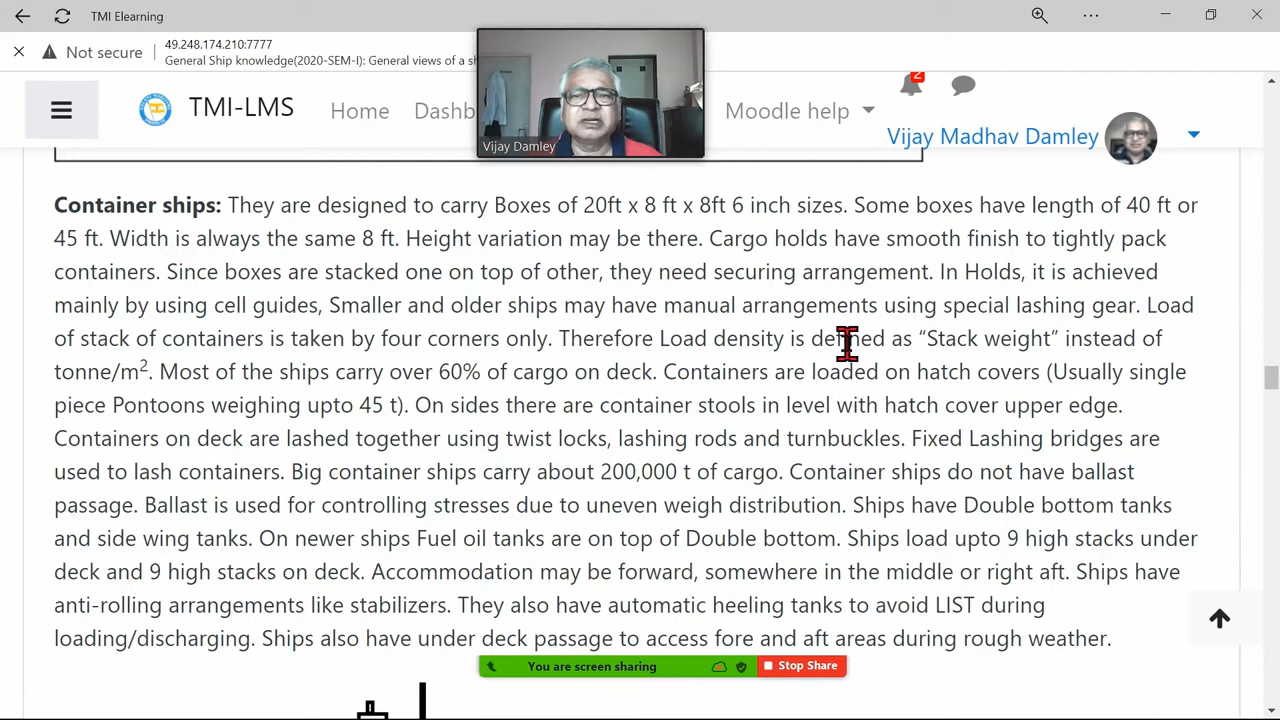 TMI Elearning
Not secure
49.248.174.210:7777
General Ship knowledge(2020-SEM-I): General views of a sh
TMI-LMS Home Dashb Moodle help
2
Vijay Madhav Damley
Vijay Damley
Container ships: They are designed to carry Boxes of 20ft x 8 ft x 8ft 6 inch sizes. Some boxes have length of 40 ft or
45 ft. Width is always the same 8 ft. Height variation may be there. Cargo holds have smooth finish to tightly pack
containers. Since boxes are stacked one on top of other, they need securing arrangement. In Holds, it is achieved
mainly by using cell guides, Smaller and older ships may have manual arrangements using special lashing gear. Load
of stack of containers is taken by four corners only. Therefore Load density is defined as “Stack weight” instead of
tonne/m². Most of the ships carry over 60% of cargo on deck. Containers are loaded on hatch covers (Usually single
piece Pontoons weighing upto 45 t). On sides there are container stools in level with hatch cover upper edge.
Containers on deck are lashed together using twist locks, lashing rods and turnbuckles. Fixed Lashing bridges are
used to lash containers. Big container ships carry about 200,000 t of cargo. Container ships do not have ballast
passage. Ballast is used for controlling stresses due to uneven weigh distribution. Ships have Double bottom tanks
and side wing tanks. On newer ships Fuel oil tanks are on top of Double bottom. Ships load upto 9 high stacks under
deck and 9 high stacks on deck. Accommodation may be forward, somewhere in the middle or right aft. Ships have
anti-rolling arrangements like stabilizers. They also have automatic heeling tanks to avoid LIST during
loading/discharging. Ships also have under deck passage to access fore and aft areas during rough weather.
You are screen sharing
Stop Share